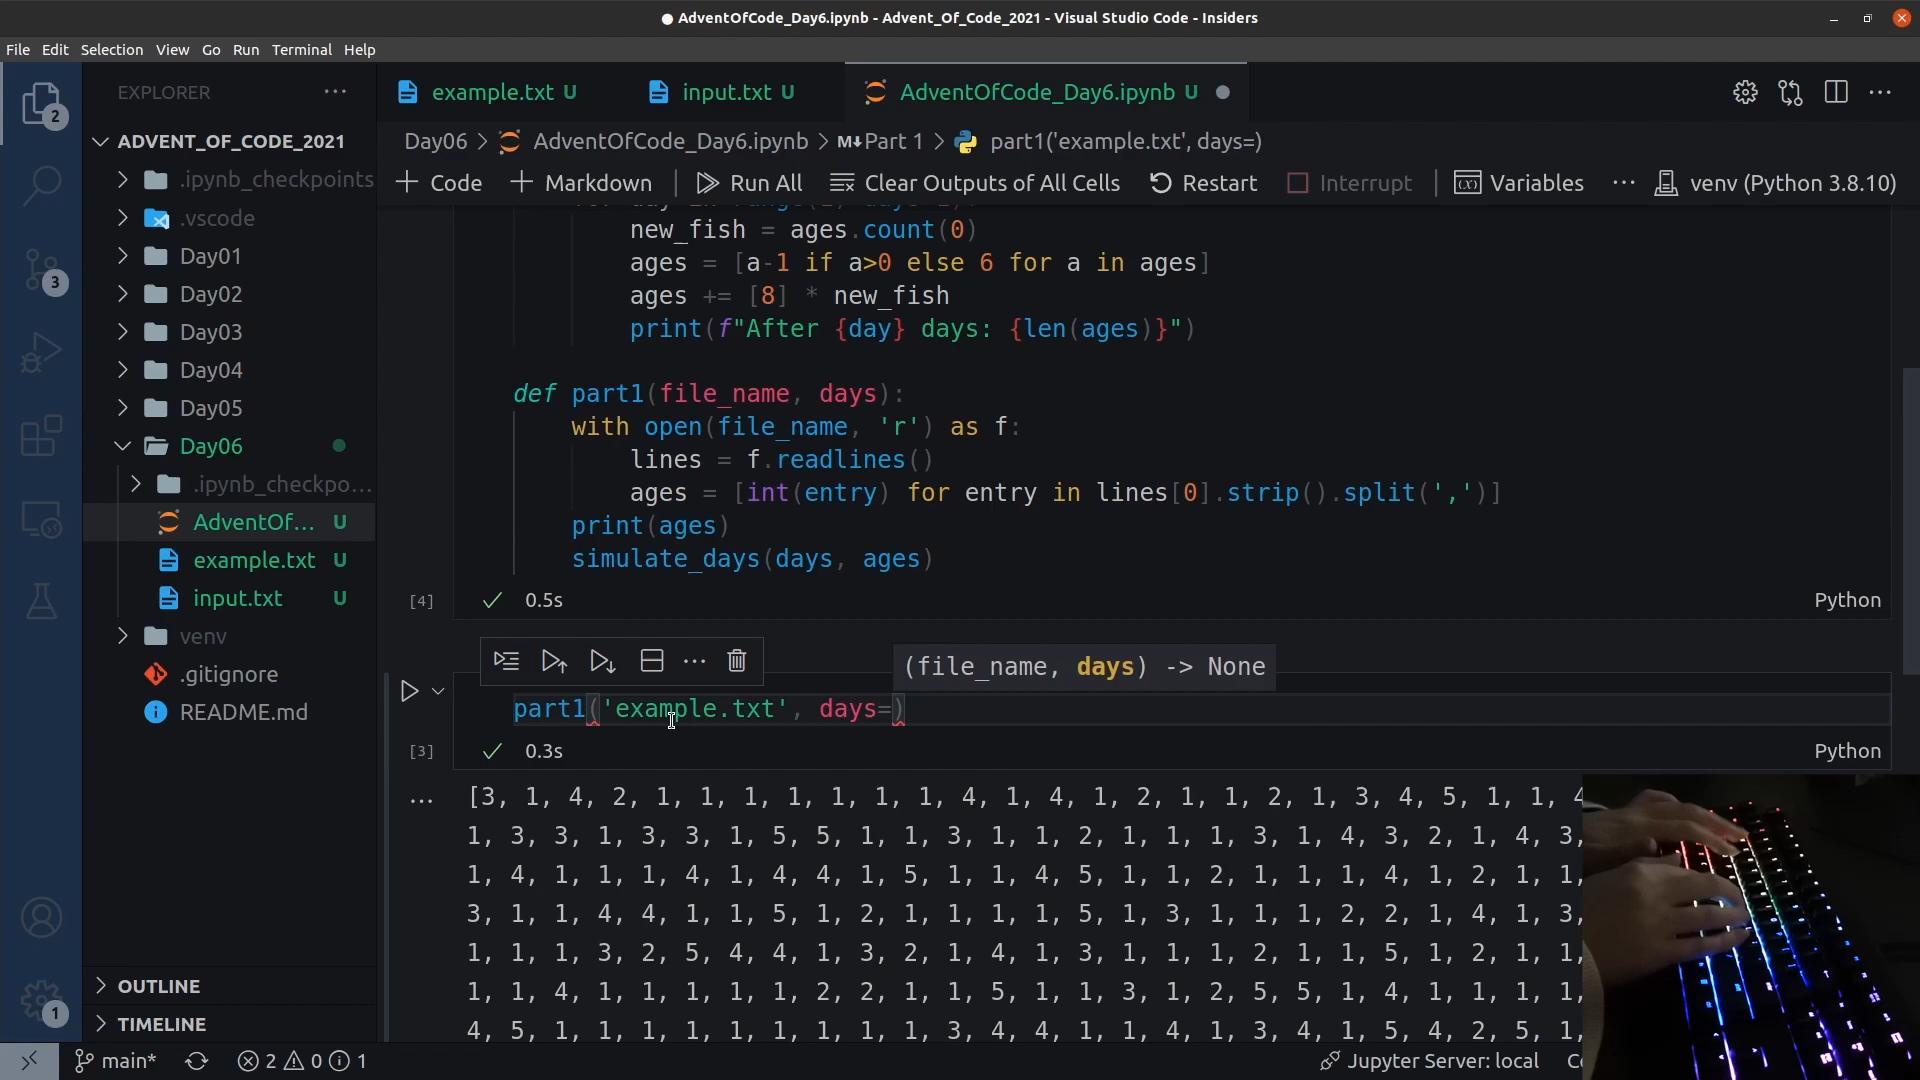 AdventOfCode_Day6.ipynb - Advent_Of_Code_2021 - Visual Studio Code - Insiders
File Edit Selection View Go Run Terminal Help
EXPLORER
example.txt U
input.txt U
AdventOfCode_Day6.ipynb U
2
ADVENT_OF_CODE_2021
Day06 > AdventOfCode_Day6.ipynb > M↓Part 1 > part1('example.txt', days=)
.ipynb_checkpoints
+ Code + Markdown Run All Clear Outputs of All Cells Restart Interrupt Variables ... venv (Python 3.8.10)
.vscode
Day01
Day02
3
Day03
Day04
Day05
Day06
.ipynb_checkpo...
AdventOf... U
example.txt U
input.txt U
venv
.gitignore
README.md
new_fish = ages.count(0)
ages = [a-1 if a>0 else 6 for a in ages]
ages += [8] * new_fish
print(f"After {day} days: {len(ages)}")
def part1(file_name, days):
with open(file_name, 'r') as f:
lines = f.readlines()
ages = [int(entry) for entry in lines[0].strip().split(',')]
print(ages)
simulate_days(days, ages)
[4] 0.5s Python
(file_name, days) -> None
part1('example.txt', days=)
[3] 0.3s Python
[3, 1, 4, 2, 1, 1, 1, 1, 1, 1, 1, 4, 1, 4, 1, 2, 1, 1, 2, 1, 3, 4, 5, 1, 1, 4
1, 3, 3, 1, 3, 3, 1, 5, 5, 1, 1, 3, 1, 1, 2, 1, 1, 1, 3, 1, 4, 3, 2, 1, 4, 3,
1, 4, 1, 1, 1, 4, 1, 4, 4, 1, 5, 1, 1, 4, 5, 1, 1, 2, 1, 1, 1, 4, 1, 2, 1, 1,
3, 1, 1, 4, 4, 1, 1, 5, 1, 2, 1, 1, 1, 1, 5, 1, 3, 1, 1, 1, 2, 2, 1, 4, 1, 3,
1, 1, 1, 3, 2, 5, 4, 4, 1, 3, 2, 1, 4, 1, 3, 1, 1, 1, 2, 1, 1, 5, 1, 2, 1, 1,
1, 1, 4, 1, 1, 1, 1, 1, 2, 2, 1, 1, 5, 1, 1, 3, 1, 2, 5, 5, 1, 4, 1, 1, 1, 1,
4, 5, 1, 1, 1, 1, 1, 1, 1, 1, 1, 3, 4, 4, 1, 1, 4, 1, 3, 4, 1, 5, 4, 2, 5, 1,
OUTLINE
1
TIMELINE
main* 2 0 1 Jupyter Server: local